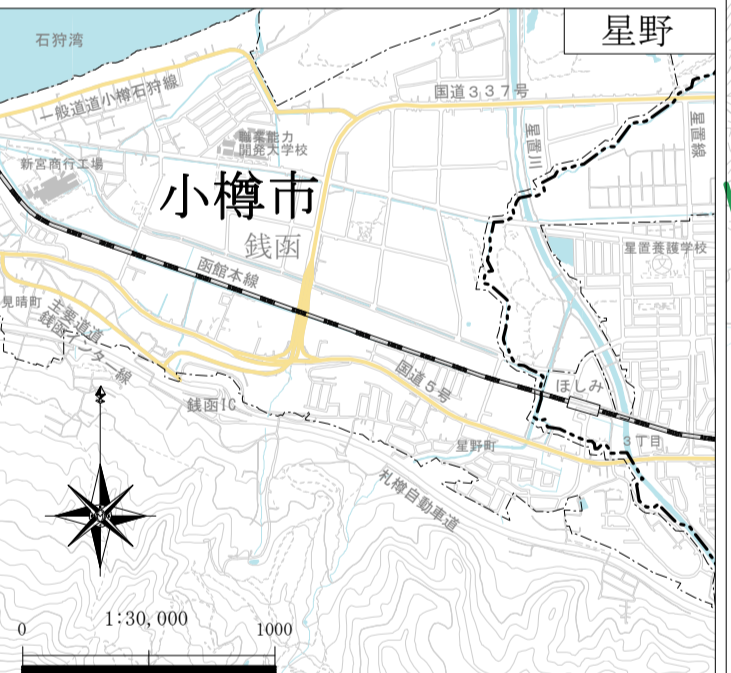 石狩湾
星野
一般道道小樽石狩線
国道337号
職業能力
開発大学校
星置川
星置線
新宮商行工場
小樽市
銭函
星置養護学校
函館本線
見晴町
主要道道
銭函インター線
国道5号
ほしみ
銭函IC
星野町
3丁目
札樽自動車道
1:30,000
0
1000